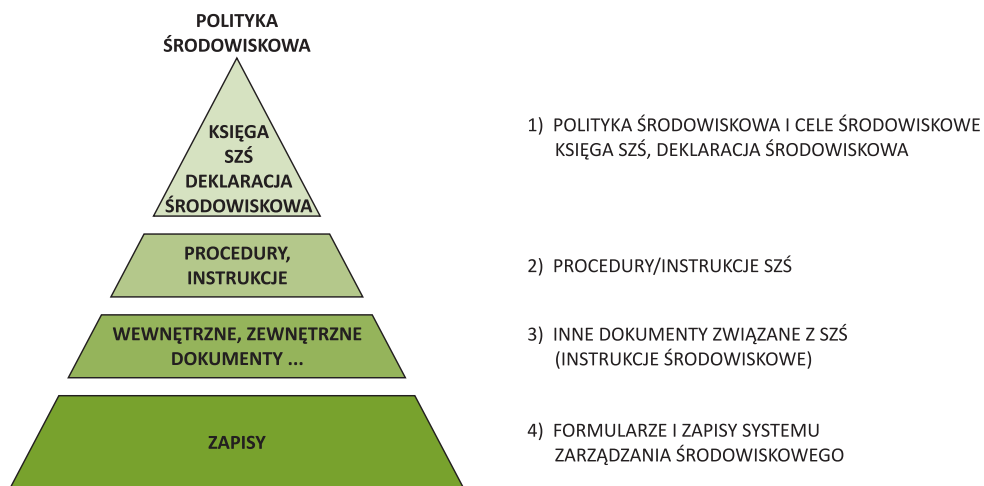 POLITYKA
ŚRODOWISKOWA
KSIĘGA
SZŚ
DEKLARACJA
ŚRODOWISKOWA
1) POLITYKA ŚRODOWISKOWA I CELE ŚRODOWISKOWE
KSIĘGA SZŚ, DEKLARACJA ŚRODOWISKOWA
PROCEDURY,
INSTRUKCJE
2) PROCEDURY/INSTRUKCJE SZŚ
WEWNĘTRZNE, ZEWNĘTRZNE
DOKUMENTY ...
3) INNE DOKUMENTY ZWIĄZANE Z SZŚ
(INSTRUKCJE ŚRODOWISKOWE)
ZAPISY
4) FORMULARZE I ZAPISY SYSTEMU
ZARZĄDZANIA ŚRODOWISKOWEGO